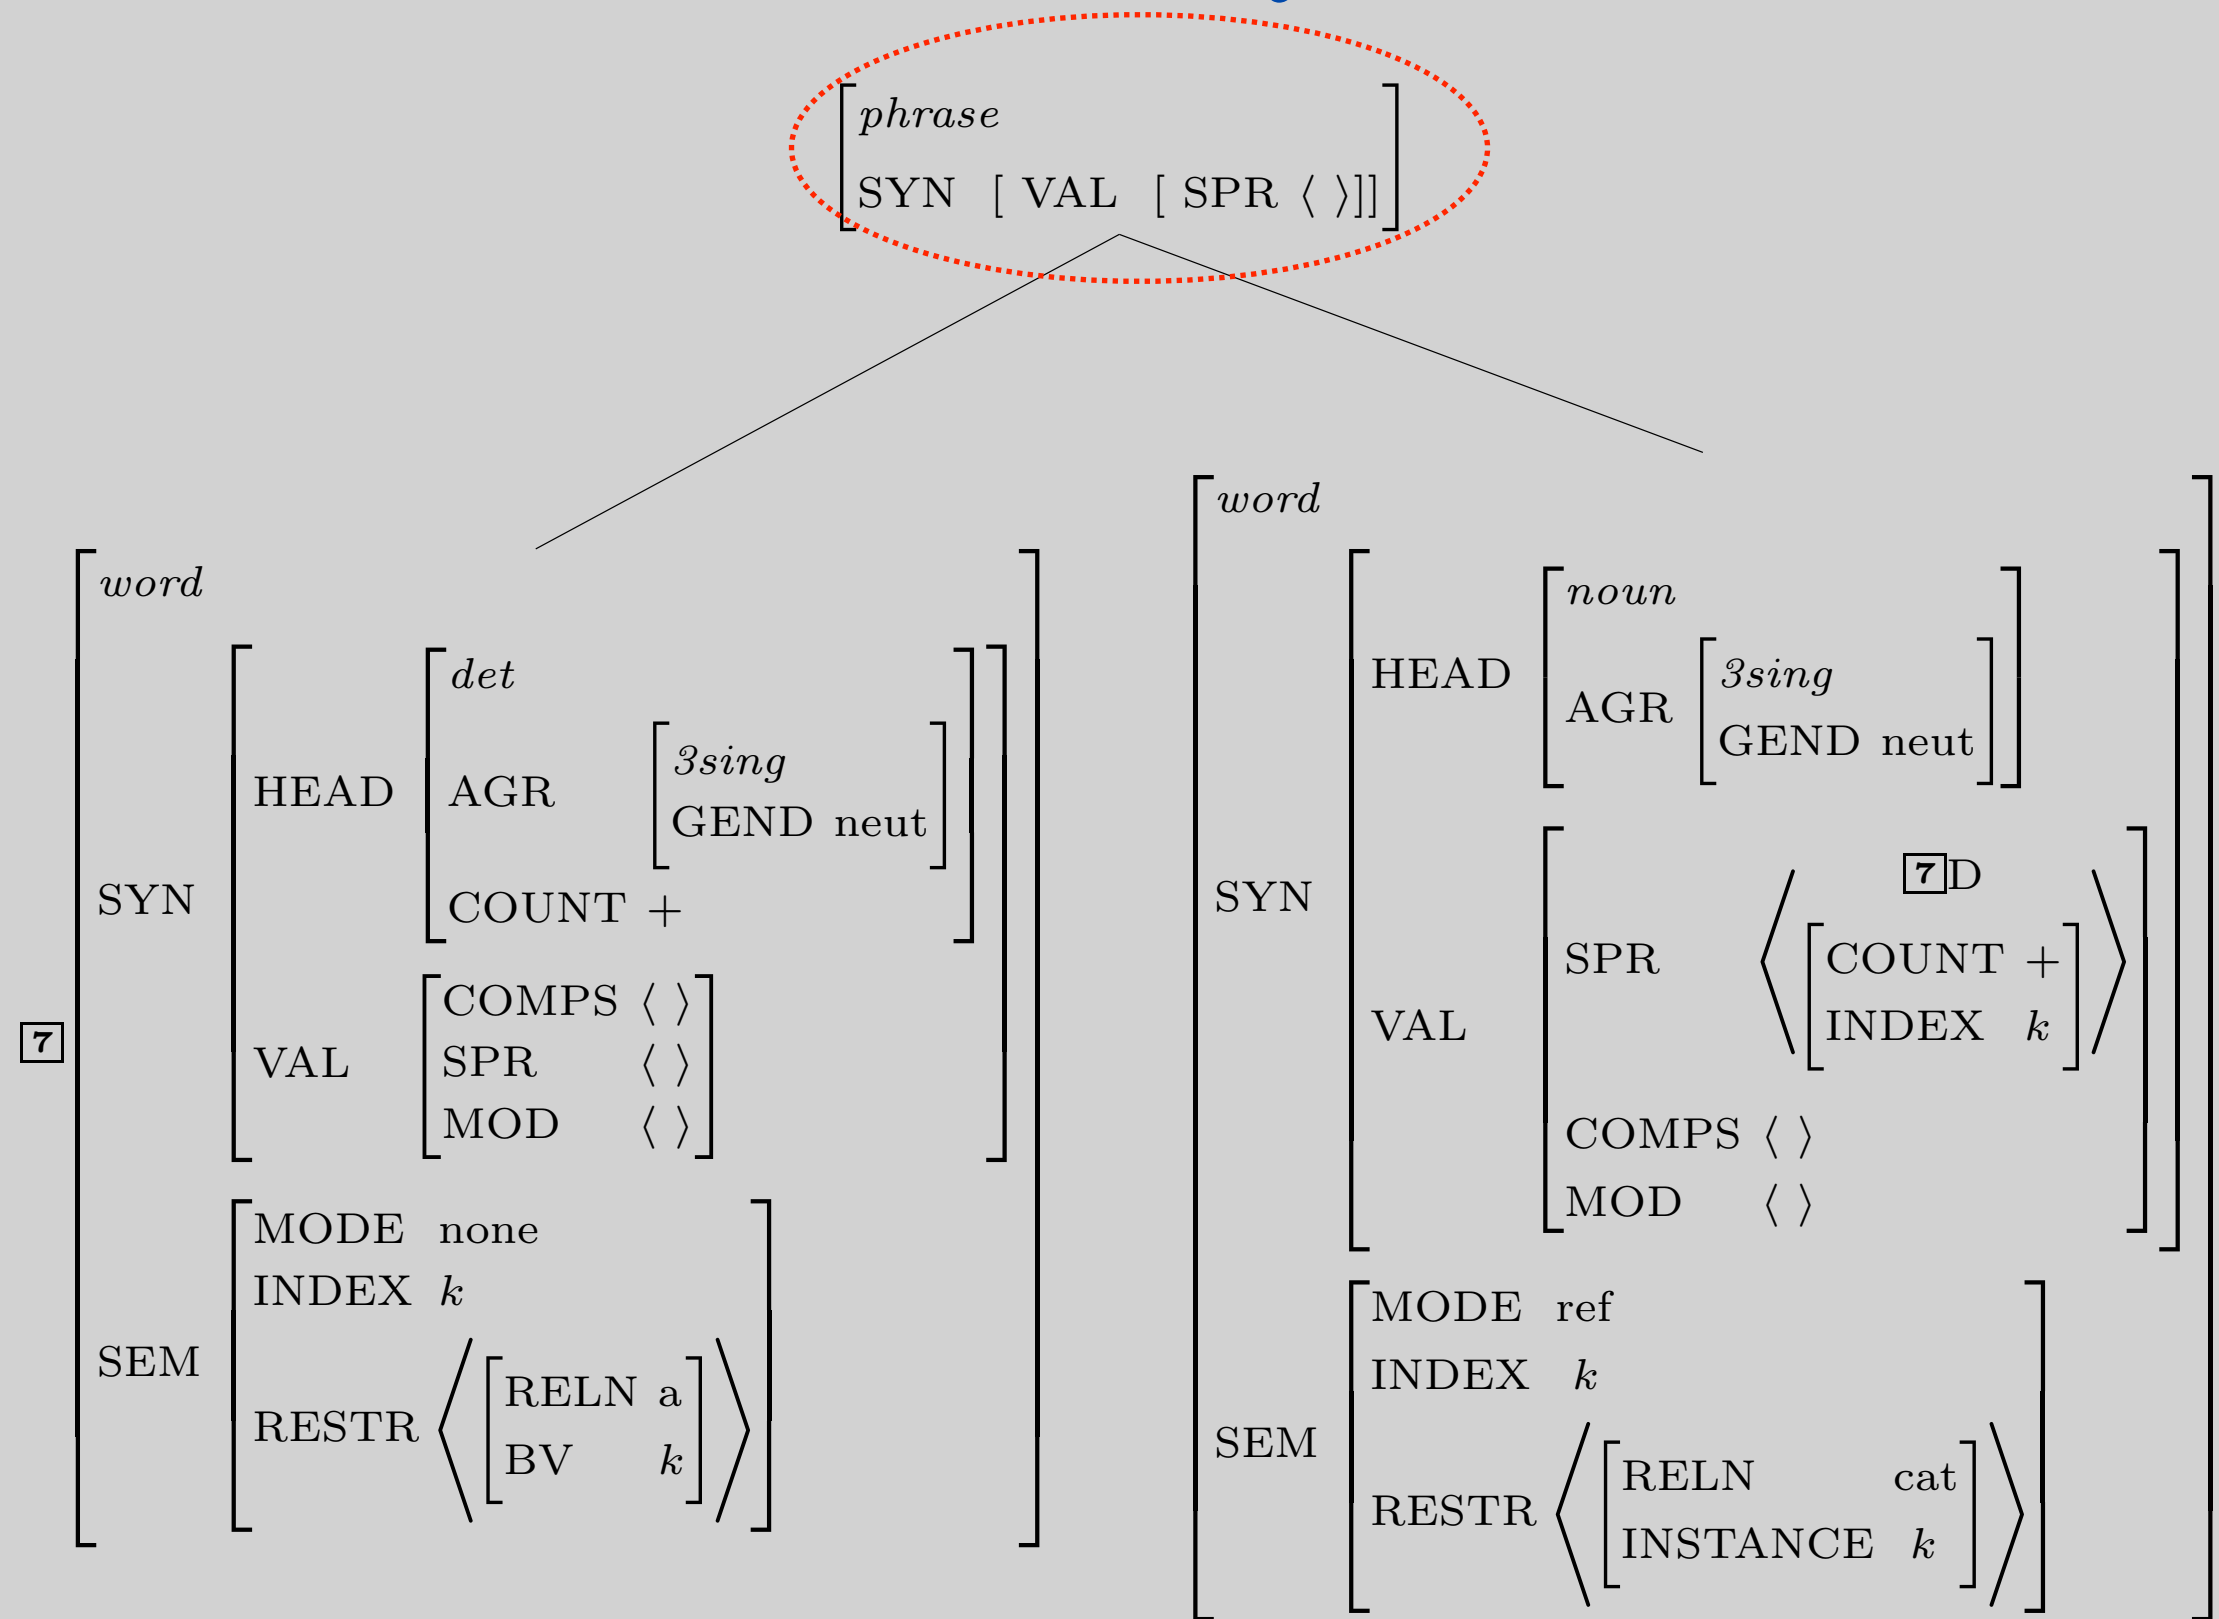 phrase
SYN [ VAL [ SPR ⟨ ⟩]]
7
word
SYN
HEAD
det
AGR
3sing
GEND neut
COUNT +
VAL
COMPS ⟨ ⟩
SPR ⟨ ⟩
MOD ⟨ ⟩
SEM
MODE none
INDEX k
RESTR
RELN a
BV k
word
SYN
HEAD
noun
AGR
3sing
GEND neut
VAL
SPR
7D
COUNT +
INDEX k
COMPS ⟨ ⟩
MOD ⟨ ⟩
SEM
MODE ref
INDEX k
RESTR
RELN cat
INSTANCE k